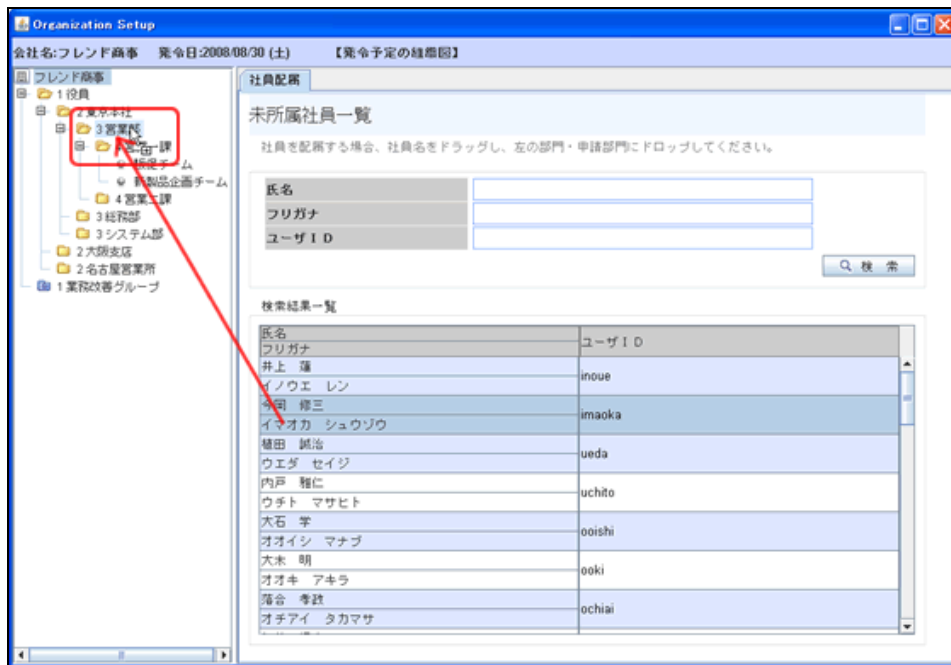 Organization Setup
会社名:フレンド商事 発令日:2008/08/30 (土) 【発令予定の組織図】
フレンド商事
1 役員
2 東京本社
3 営業部
4 営業一課
販促チーム
新製品企画チーム
4 営業二課
3 総務部
3 システム部
2 大阪支店
2 名古屋営業所
1 業務改善グループ
社員配属
未所属社員一覧
社員を配属する場合、社員名をドラッグし、左の部門・申請部門にドロップしてください。
氏名
フリガナ
ユーザID
検 索
検索結果一覧
氏名
フリガナ
ユーザID
井上 蓮
イノウエ レン
inoue
今岡 修三
イマオカ シュウゾウ
imaoka
植田 誠治
ウエダ セイジ
ueda
内戸 雅仁
ウチト マサヒト
uchito
大石 学
オオイシ マナブ
ooishi
大木 明
オオキ アキラ
ooki
落合 孝政
オチアイ タカマサ
ochiai